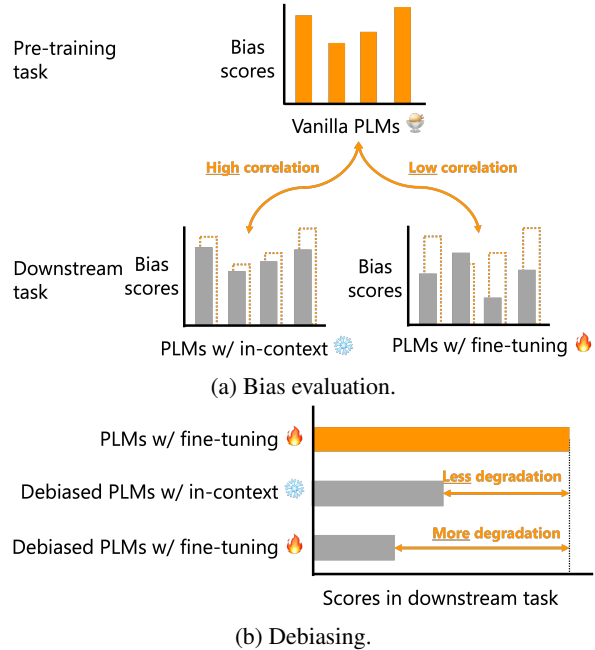 Pre-training
task
Bias
scores
Vanilla PLMs
High correlation
Low correlation
Downstream
task
Bias
scores
Bias
scores
PLMs w/ in-context
PLMs w/ fine-tuning
(a) Bias evaluation.
PLMs w/ fine-tuning
Debiased PLMs w/ in-context
Less degradation
Debiased PLMs w/ fine-tuning
More degradation
Scores in downstream task
(b) Debiasing.